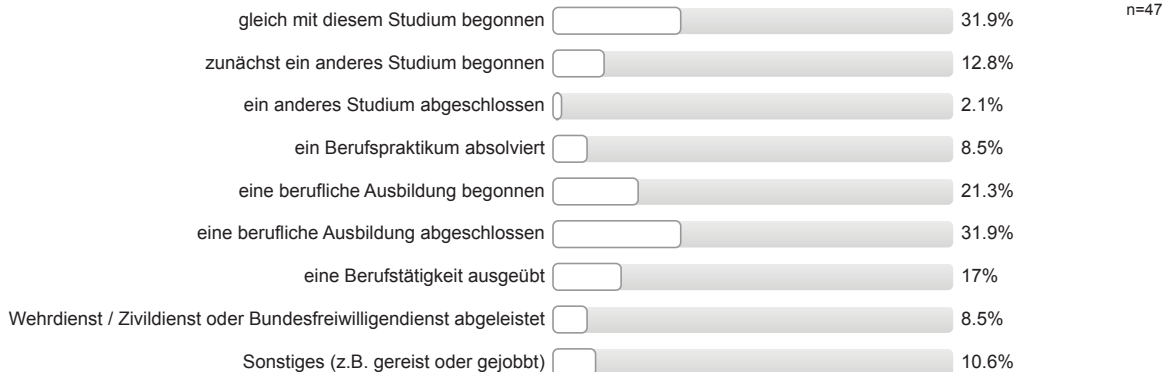 gleich mit diesem Studium begonnen 31.9% n=47
zunächst ein anderes Studium begonnen 12.8%
ein anderes Studium abgeschlossen 2.1%
ein Berufspraktikum absolviert 8.5%
eine berufliche Ausbildung begonnen 21.3%
eine berufliche Ausbildung abgeschlossen 31.9%
eine Berufstätigkeit ausgeübt 17%
Wehrdienst / Zivildienst oder Bundesfreiwilligendienst abgeleistet 8.5%
Sonstiges (z.B. gereist oder gejobbt) 10.6%